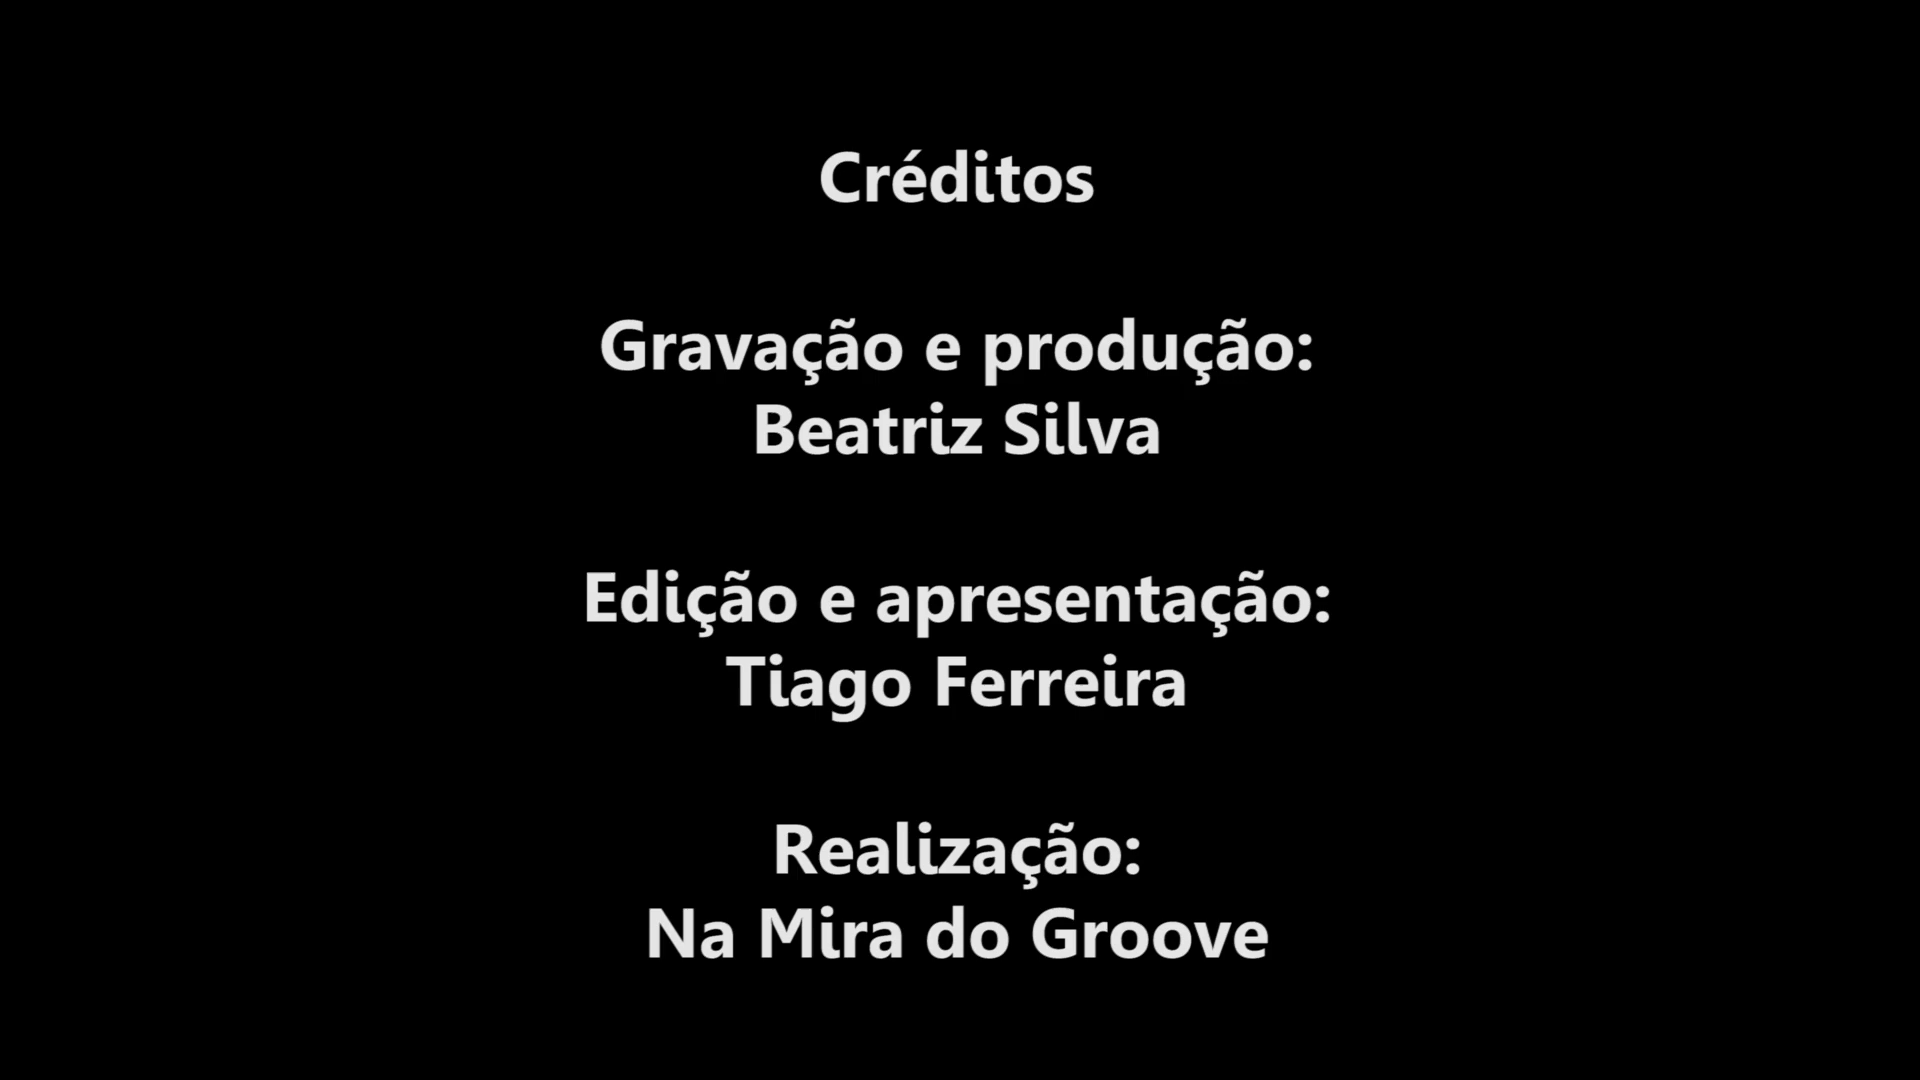 Créditos
Gravação e produção:
Beatriz Silva
Edição e apresentação:
Tiago Ferreira
Realização:
Na Mira do Groove